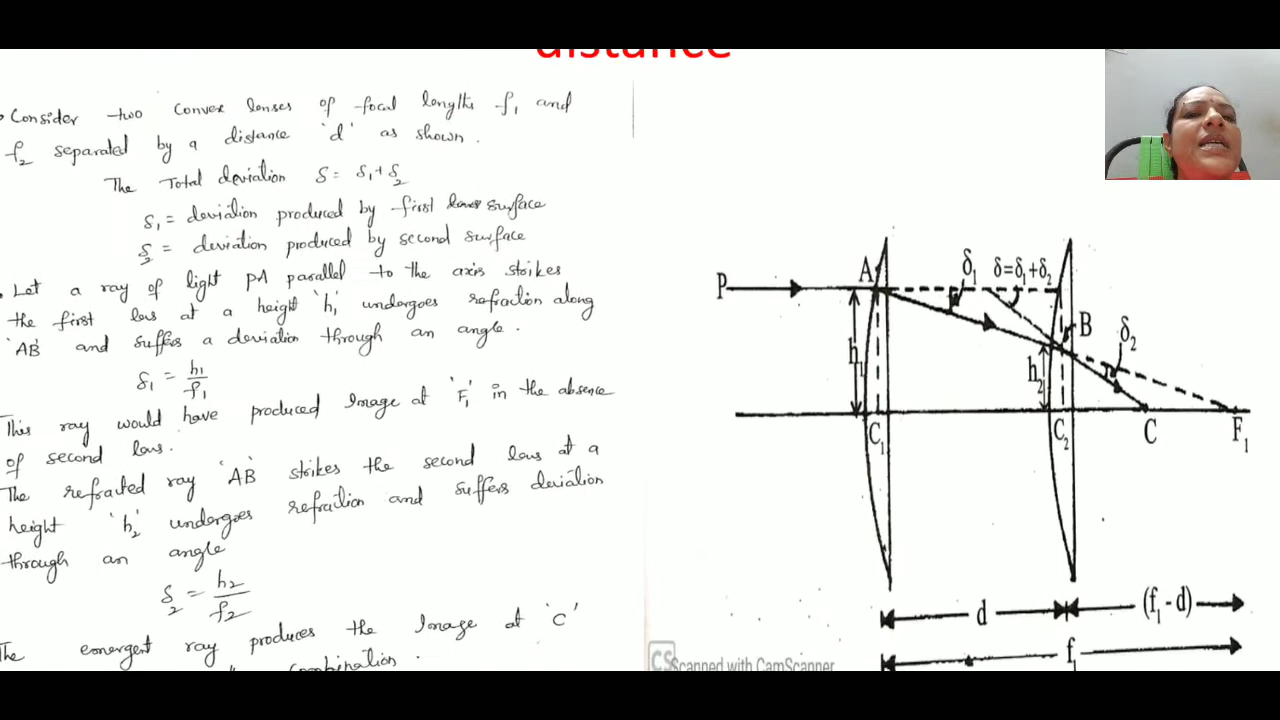 distance
• Consider two convex lenses of focal lengths f₁ and
f₂ separated by a distance 'd' as shown.
The Total deviation δ = δ₁+δ₂
δ₁ = deviation produced by first surface
δ₂ = deviation produced by second surface
• Let a ray of light PA parallel to the axis strikes
the first lens at a height 'h₁' undergoes refraction along
'AB' and suffers a deviation through an angle.
δ₁ = h₁/f₁
This ray would have produced Image at 'F₁' in the absence
of second lens.
The refracted ray 'AB' strikes the second lens at a
height 'h₂' undergoes refraction and suffers deviation
through an angle
δ₂ = h₂/f₂
The emergent ray produces the Image at 'C'
combination.
P
A
δ₁
δ=δ₁+δ₂
B
δ₂
h₁
h₂
C₁
C₂
C
F₁
d
(f₁ - d)
f₁
CS Scanned with CamScanner